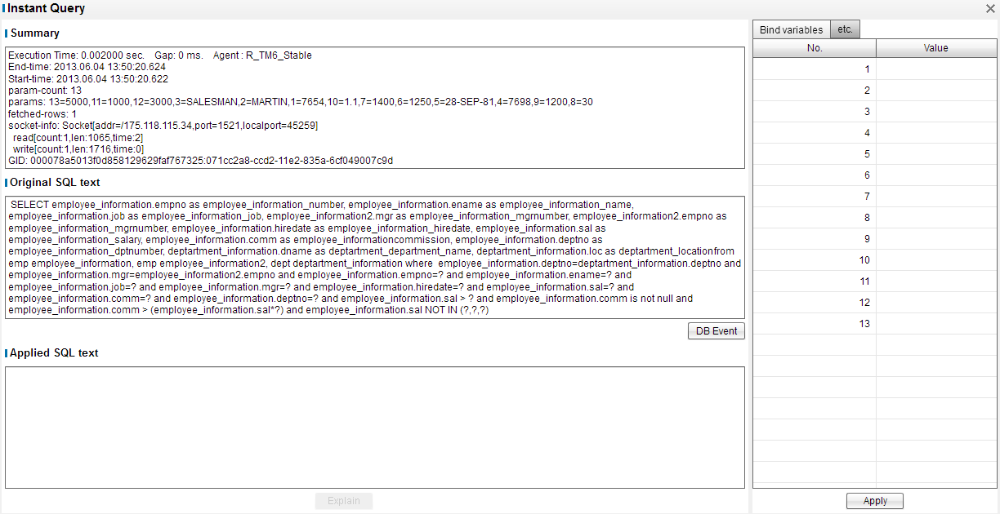 Instant Query
Summary
Execution Time: 0.002000 sec. Gap: 0 ms. Agent : R_TM6_Stable
End-time: 2013.06.04 13:50:20.624
Start-time: 2013.06.04 13:50:20.622
param-count: 13
params: 13=5000,11=1000,12=3000,3=SALESMAN,2=MARTIN,1=7654,10=1.1,7=1400,6=1250,5=28-SEP-81,4=7698,9=1200,8=30
fetched-rows: 1
socket-info: Socket[addr=/175.118.115.34,port=1521,localport=45259]
read[count:1,len:1065,time:2]
write[count:1,len:1716,time:0]
GID: 000078a5013f0d858129629faf767325:071cc2a8-ccd2-11e2-835a-6cf049007c9d
Original SQL text
SELECT employee_information.empno as employee_information_number, employee_information.ename as employee_information_name,
employee_information.job as employee_information_job, employee_information2.mgr as employee_information_mgrnumber, employee_information2.empno as
employee_information_mgrnumber, employee_information.hiredate as employee_information_hiredate, employee_information.sal as
employee_information_salary, employee_information.comm as employee_informationcommission, employee_information.deptno as
employee_information_dptnumber, deptartment_information.dname as deptartment_department_name, deptartment_information.loc as deptartment_locationfrom
emp employee_information, emp employee_information2, dept deptartment_information where employee_information.deptno=deptartment_information.deptno and
employee_information.mgr=employee_information2.empno and employee_information.empno=? and employee_information.ename=? and
employee_information.job=? and employee_information.mgr=? and employee_information.hiredate=? and employee_information.sal=? and
employee_information.comm=? and employee_information.deptno=? and employee_information.sal > ? and employee_information.comm is not null and
employee_information.comm > (employee_information.sal*?) and employee_information.sal NOT IN (?,?,?)
DB Event
Applied SQL text
Explain
Bind variables etc.
No. Value
1
2
3
4
5
6
7
8
9
10
11
12
13
Apply